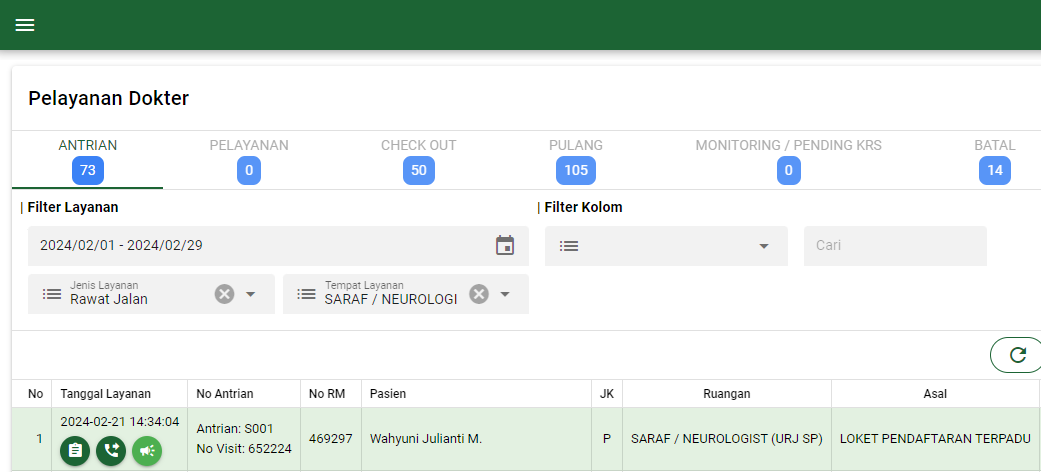 Pelayanan Dokter
ANTRIAN PELAYANAN CHECK OUT PULANG MONITORING / PENDING KRS BATAL
73 0 50 105 0 14
| Filter Layanan | Filter Kolom
2024/02/01 - 2024/02/29 Cari
Jenis Layanan Tempat Layanan
Rawat Jalan SARAF / NEUROLOGI
No Tanggal Layanan No Antrian No RM Pasien JK Ruangan Asal
2024-02-21 14:34:04
Antrian: S001
1 469297 Wahyuni Julianti M. P SARAF / NEUROLOGIST (URJ SP) LOKET PENDAFTARAN TERPADU
No Visit: 652224